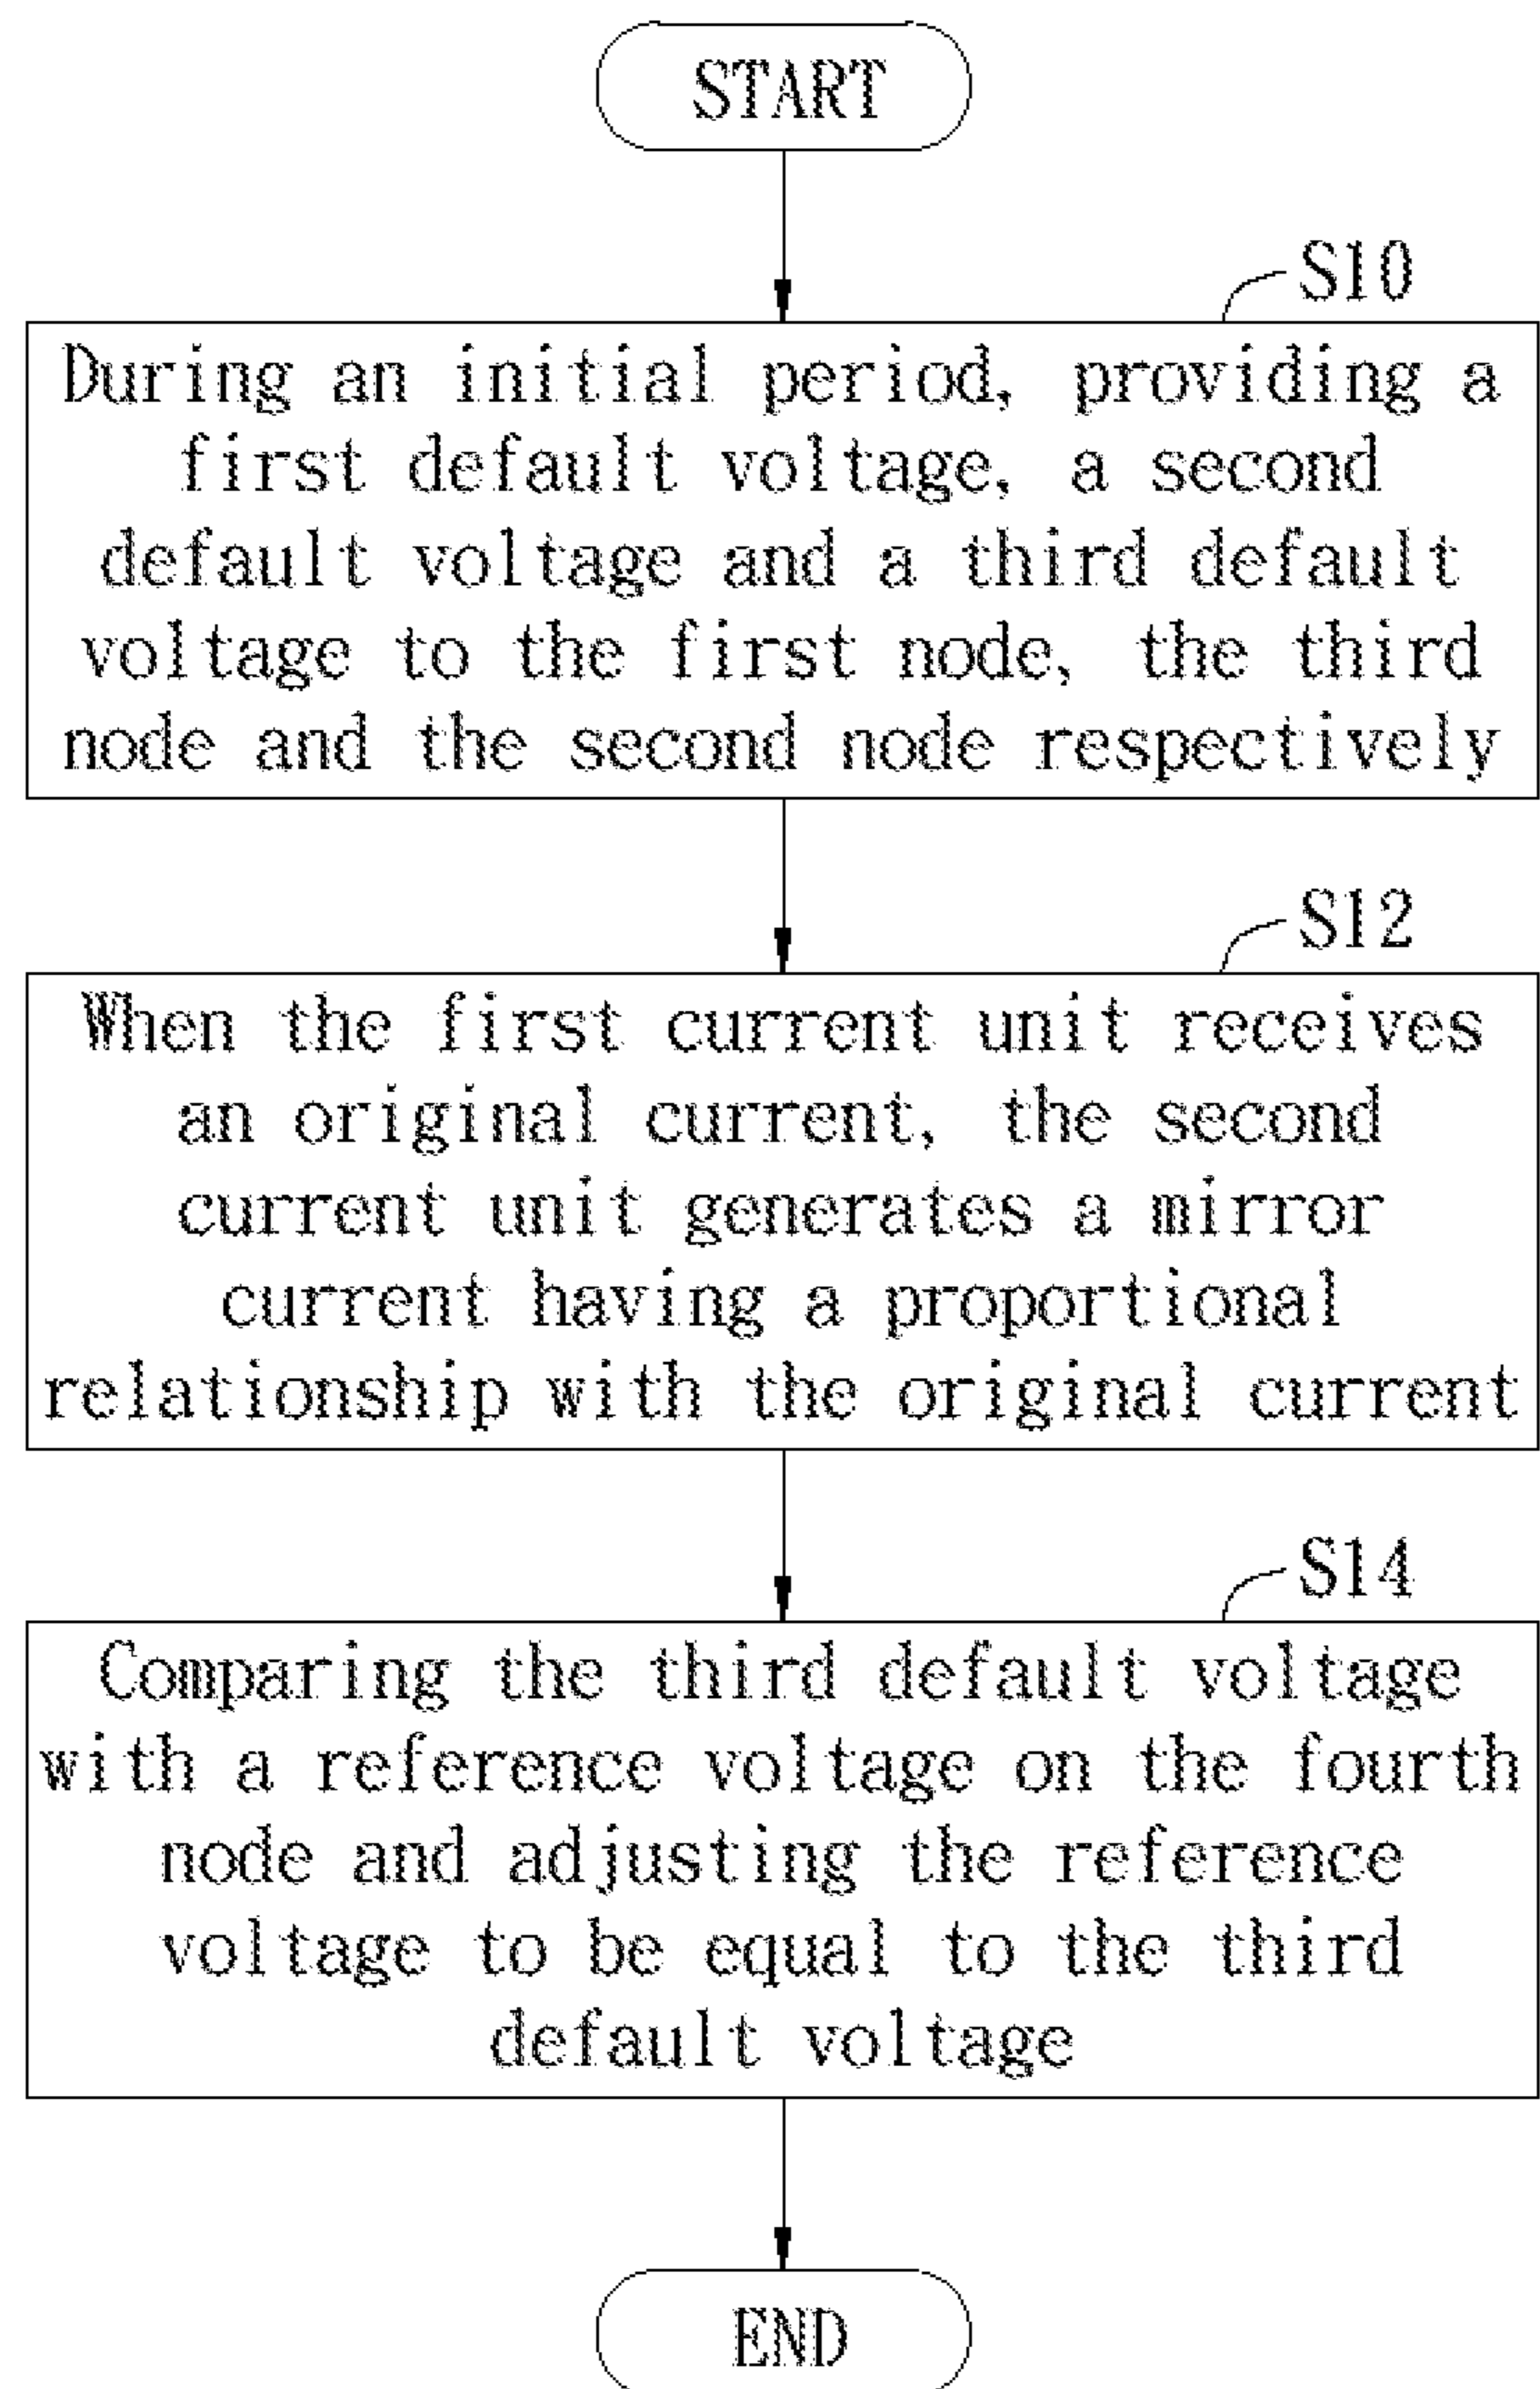 START
S10
During an initial period, providing a
first default voltage, a second
default voltage and a third default
voltage to the first node, the third
node and the second node respectively
S12
When the first current unit receives
an original current, the second
current unit generates a mirror
current having a proportional
relationship with the original current
S14
Comparing the third default voltage
with a reference voltage on the fourth
node and adjusting the reference
voltage to be equal to the third
default voltage
END